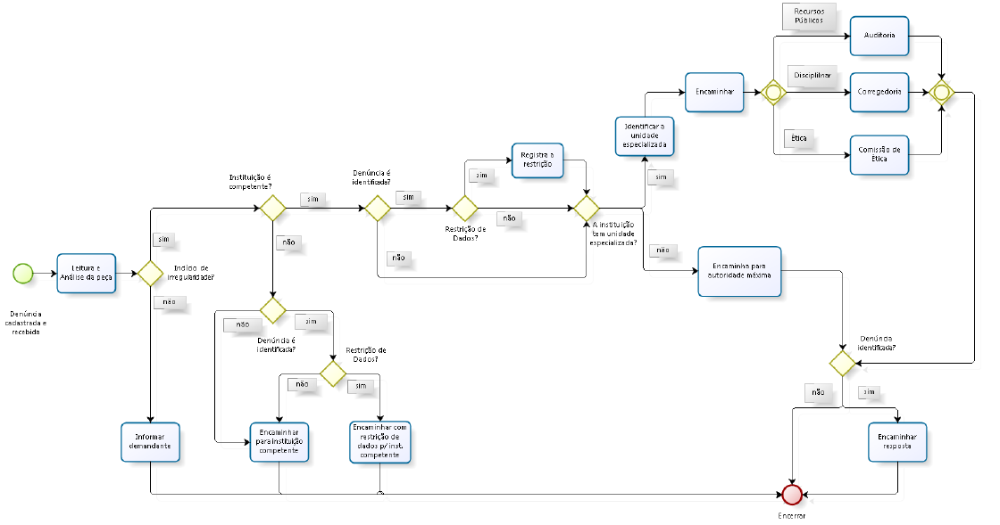 Recursos
Públicos
Auditoria
Disciplilnar
Encaminhar
Corregedoria
Identificar a
unidade
especializada
Ética
Comissão de
Ética
Registra a
restrição
Denúncia é
identificada?
Instituição é
competente?
sim
sim
sim
sim
não
Restrição de
Dados?
A instituição
tem unidade
especializada?
sim
não
não
não
Leitura e
Análise da peça
Indício de
irregularidade?
Encaminha para
autoridade máxima
não
Denúncia
cadastrada e
recebida
não
sim
Denúncia é
identificada?
Restrição de
Dados?
Denúncia
identificada?
não
sim
não
sim
Informar
demandante
Encaminhar
para instituição
competente
Encaminhar com
restrição de
dados p/ inst.
competente
Encaminhar
resposta
Encerrar